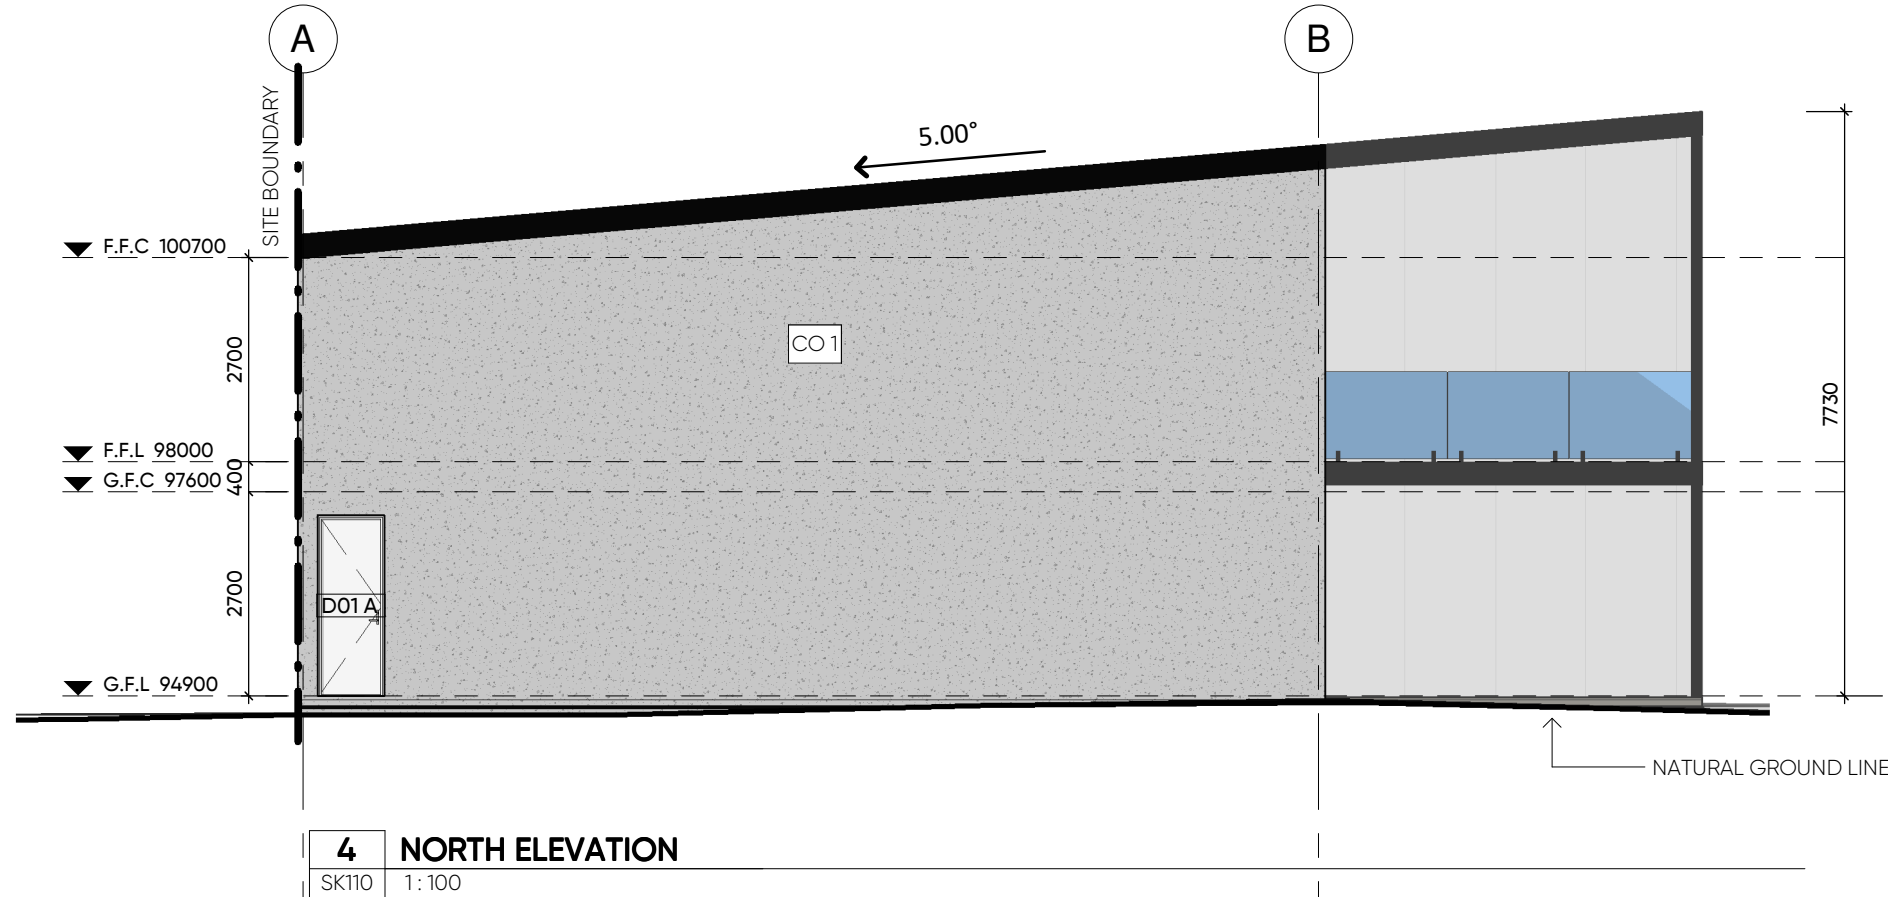 A
B
SITE BOUNDARY
5.00°
F.F.C 100700
2700
CO 1
7730
F.F.L 98000
400
G.F.C 97600
2700
D01 A
G.F.L 94900
NATURAL GROUND LINE
4 NORTH ELEVATION
SK110 1 : 100